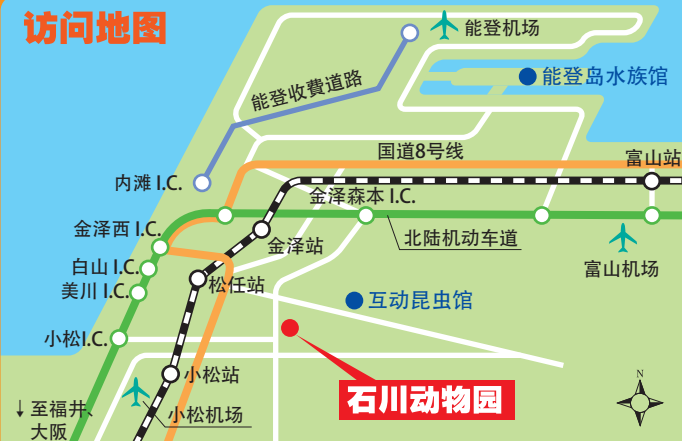 访问地图
能登机场
能登岛水族馆
能登收費道路
国道8号线
富山站
内滩 I.C.
金泽森本 I.C.
金泽西 I.C.
金泽站
北陆机动车道
白山 I.C.
富山机场
美川 I.C.
松任站
互动昆虫馆
小松I.C.
小松站
石川动物园
N
↓至福井、
大阪
小松机场